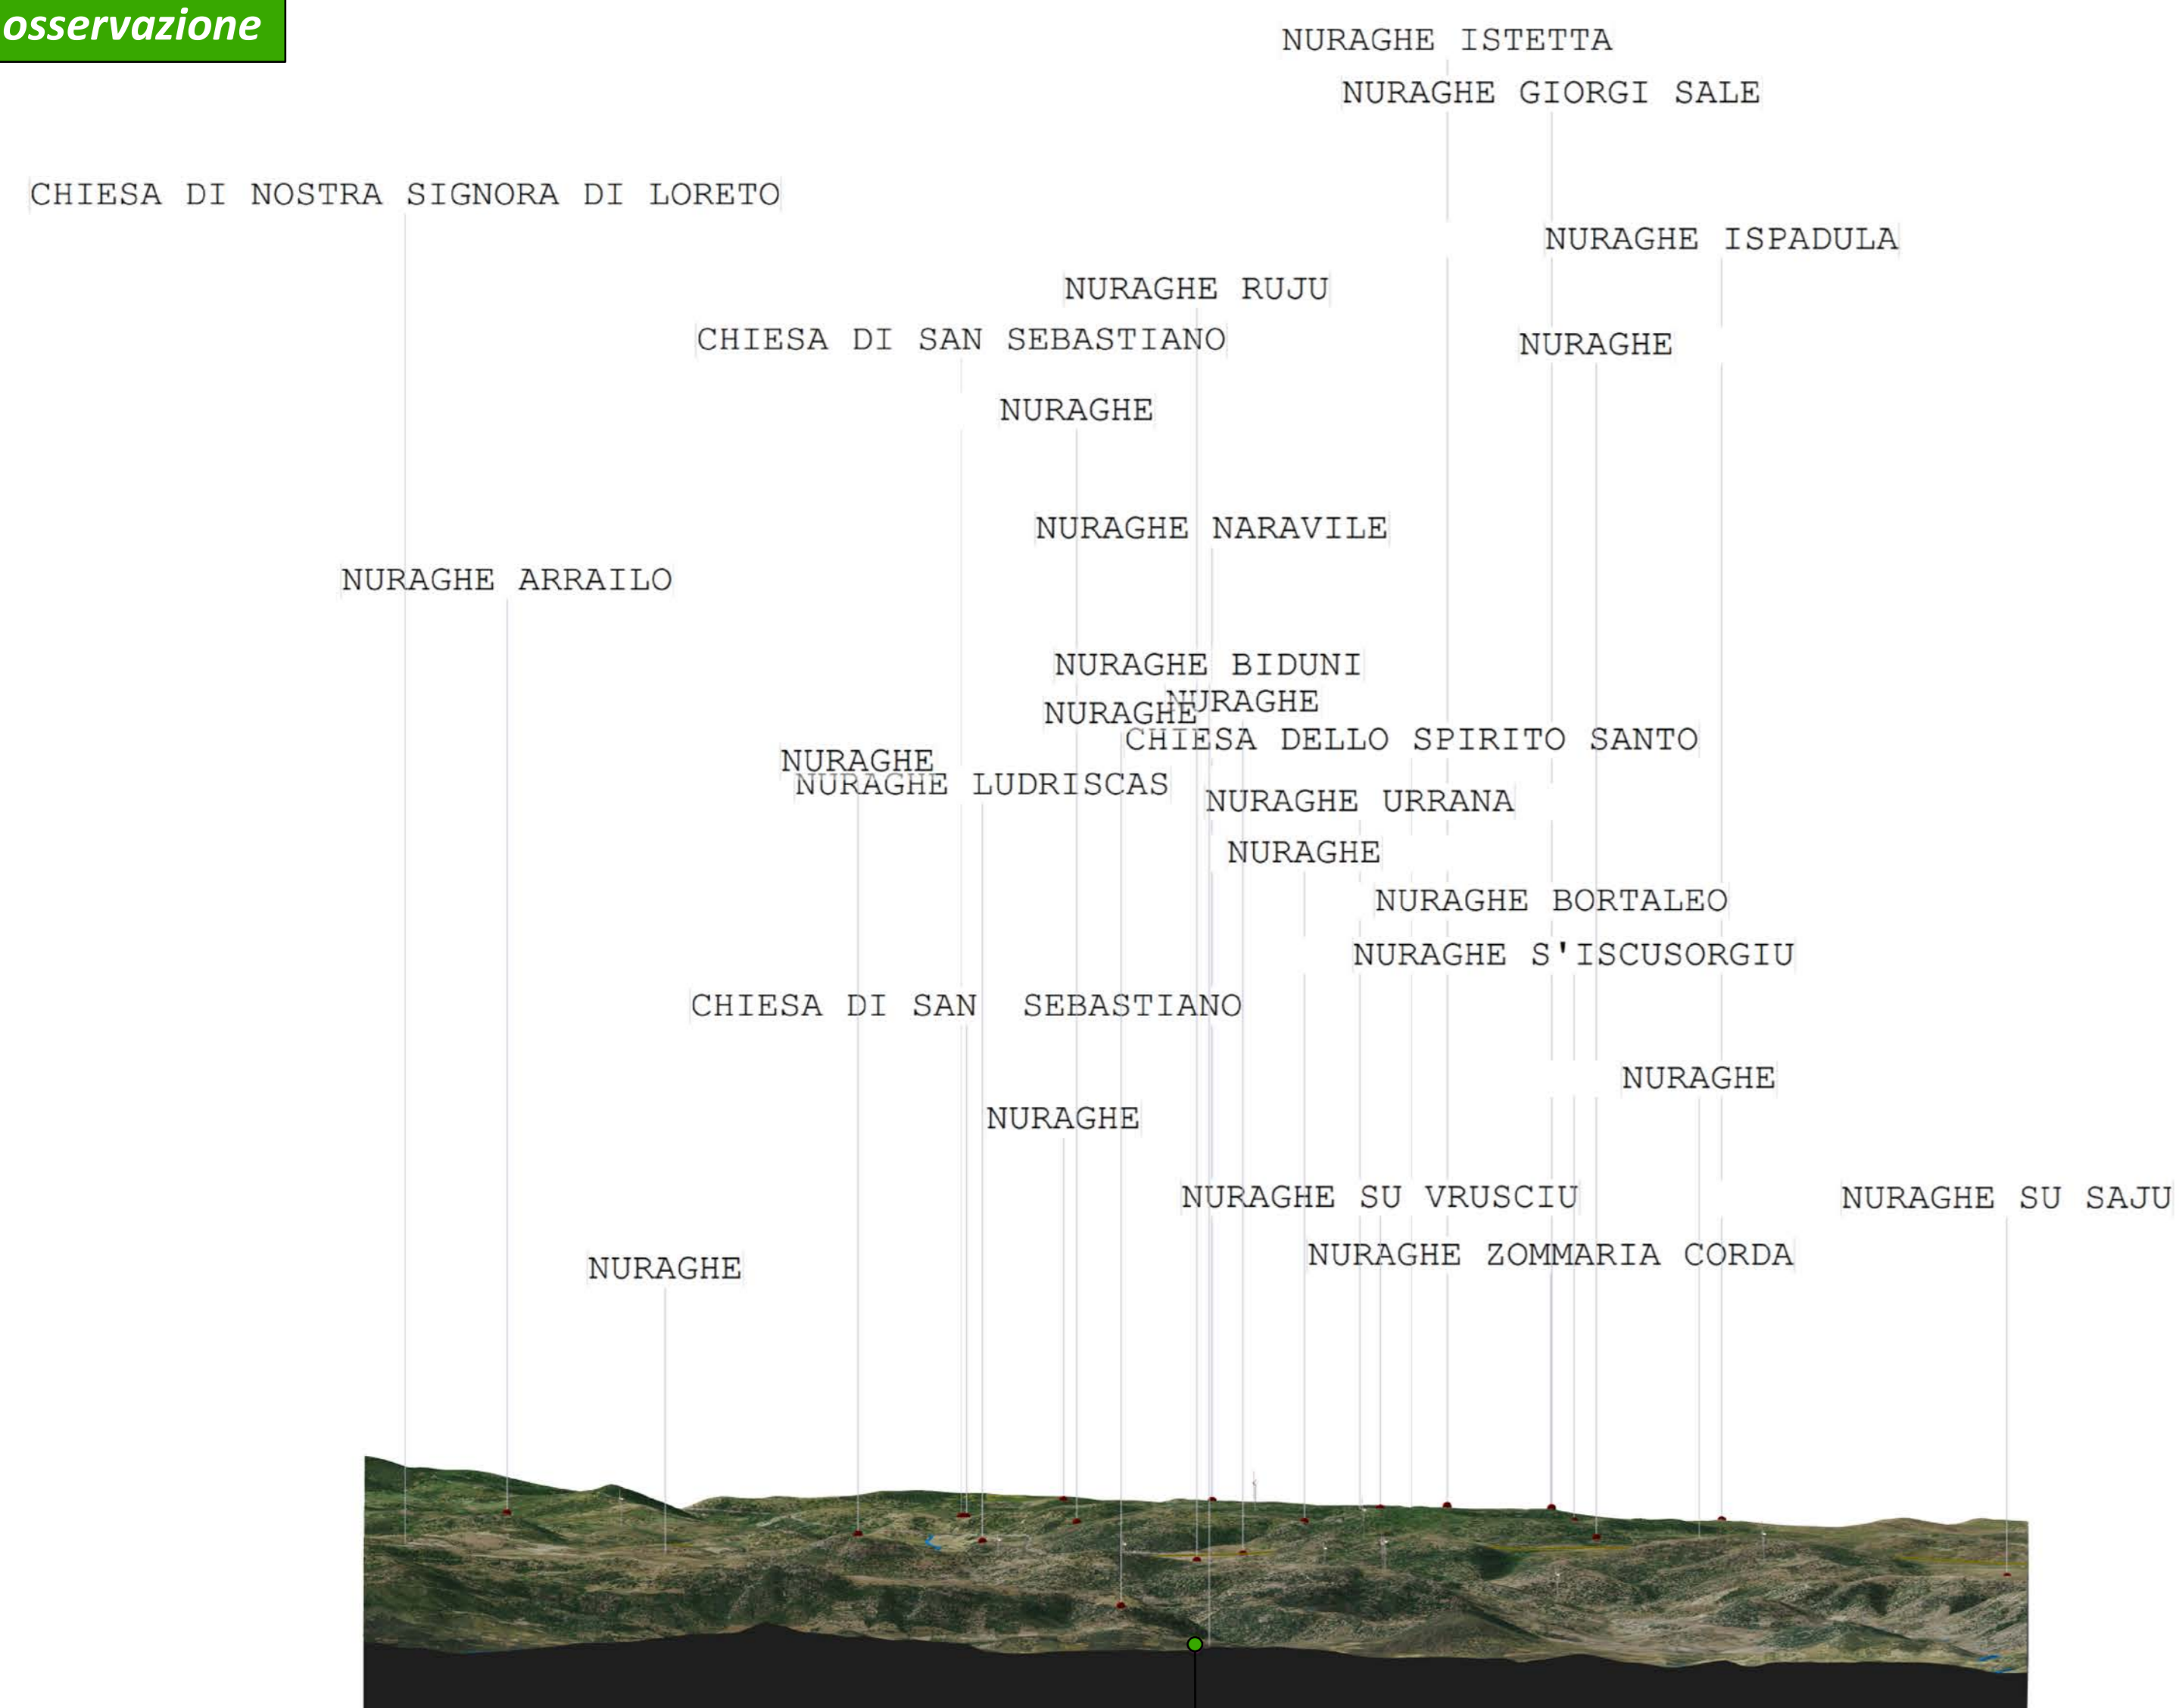 osservazione
NURAGHE ISTETTA
NURAGHE GIORGI SALE
CHIESA DI NOSTRA SIGNORA DI LORETO
NURAGHE ISPADULA
NURAGHE RUJU
CHIESA DI SAN SEBASTIANO
NURAGHE
NURAGHE
NURAGHE NARAVILE
NURAGHE ARRAILO
NURAGHE BIDUNI
NURAGHE
NURAGHE
CHIESA DELLO SPIRITO SANTO
NURAGHE
NURAGHE LUDRISCAS
NURAGHE URRANA
NURAGHE
NURAGHE BORTALEO
NURAGHE S'ISCUSORGIU
CHIESA DI SAN  SEBASTIANO
NURAGHE
NURAGHE
NURAGHE SU VRUSCIU
NURAGHE SU SAJU
NURAGHE ZOMMARIA CORDA
NURAGHE